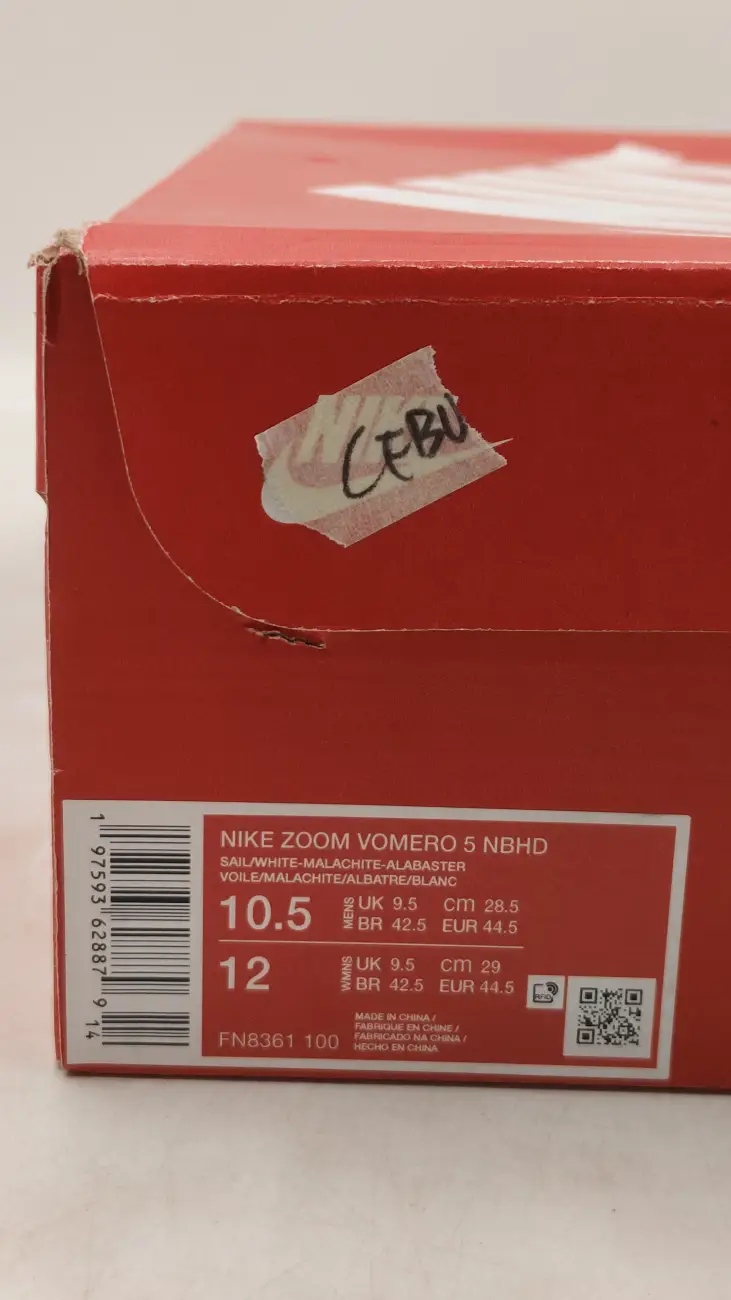 NIKE
CEBU
1 97593 62887 9 14
NIKE ZOOM VOMERO 5 NBHD
SAIL/WHITE-MALACHITE-ALABASTER
VOILE/MALACHITE/ALBATRE/BLANC
10.5 MENS UK 9.5 cm 28.5
BR 42.5 EUR 44.5
12 WMNS UK 9.5 cm 29
BR 42.5 EUR 44.5
RFID
FN8361 100
MADE IN CHINA /
FABRIQUE EN CHINE /
FABRICADO NA CHINA /
HECHO EN CHINA